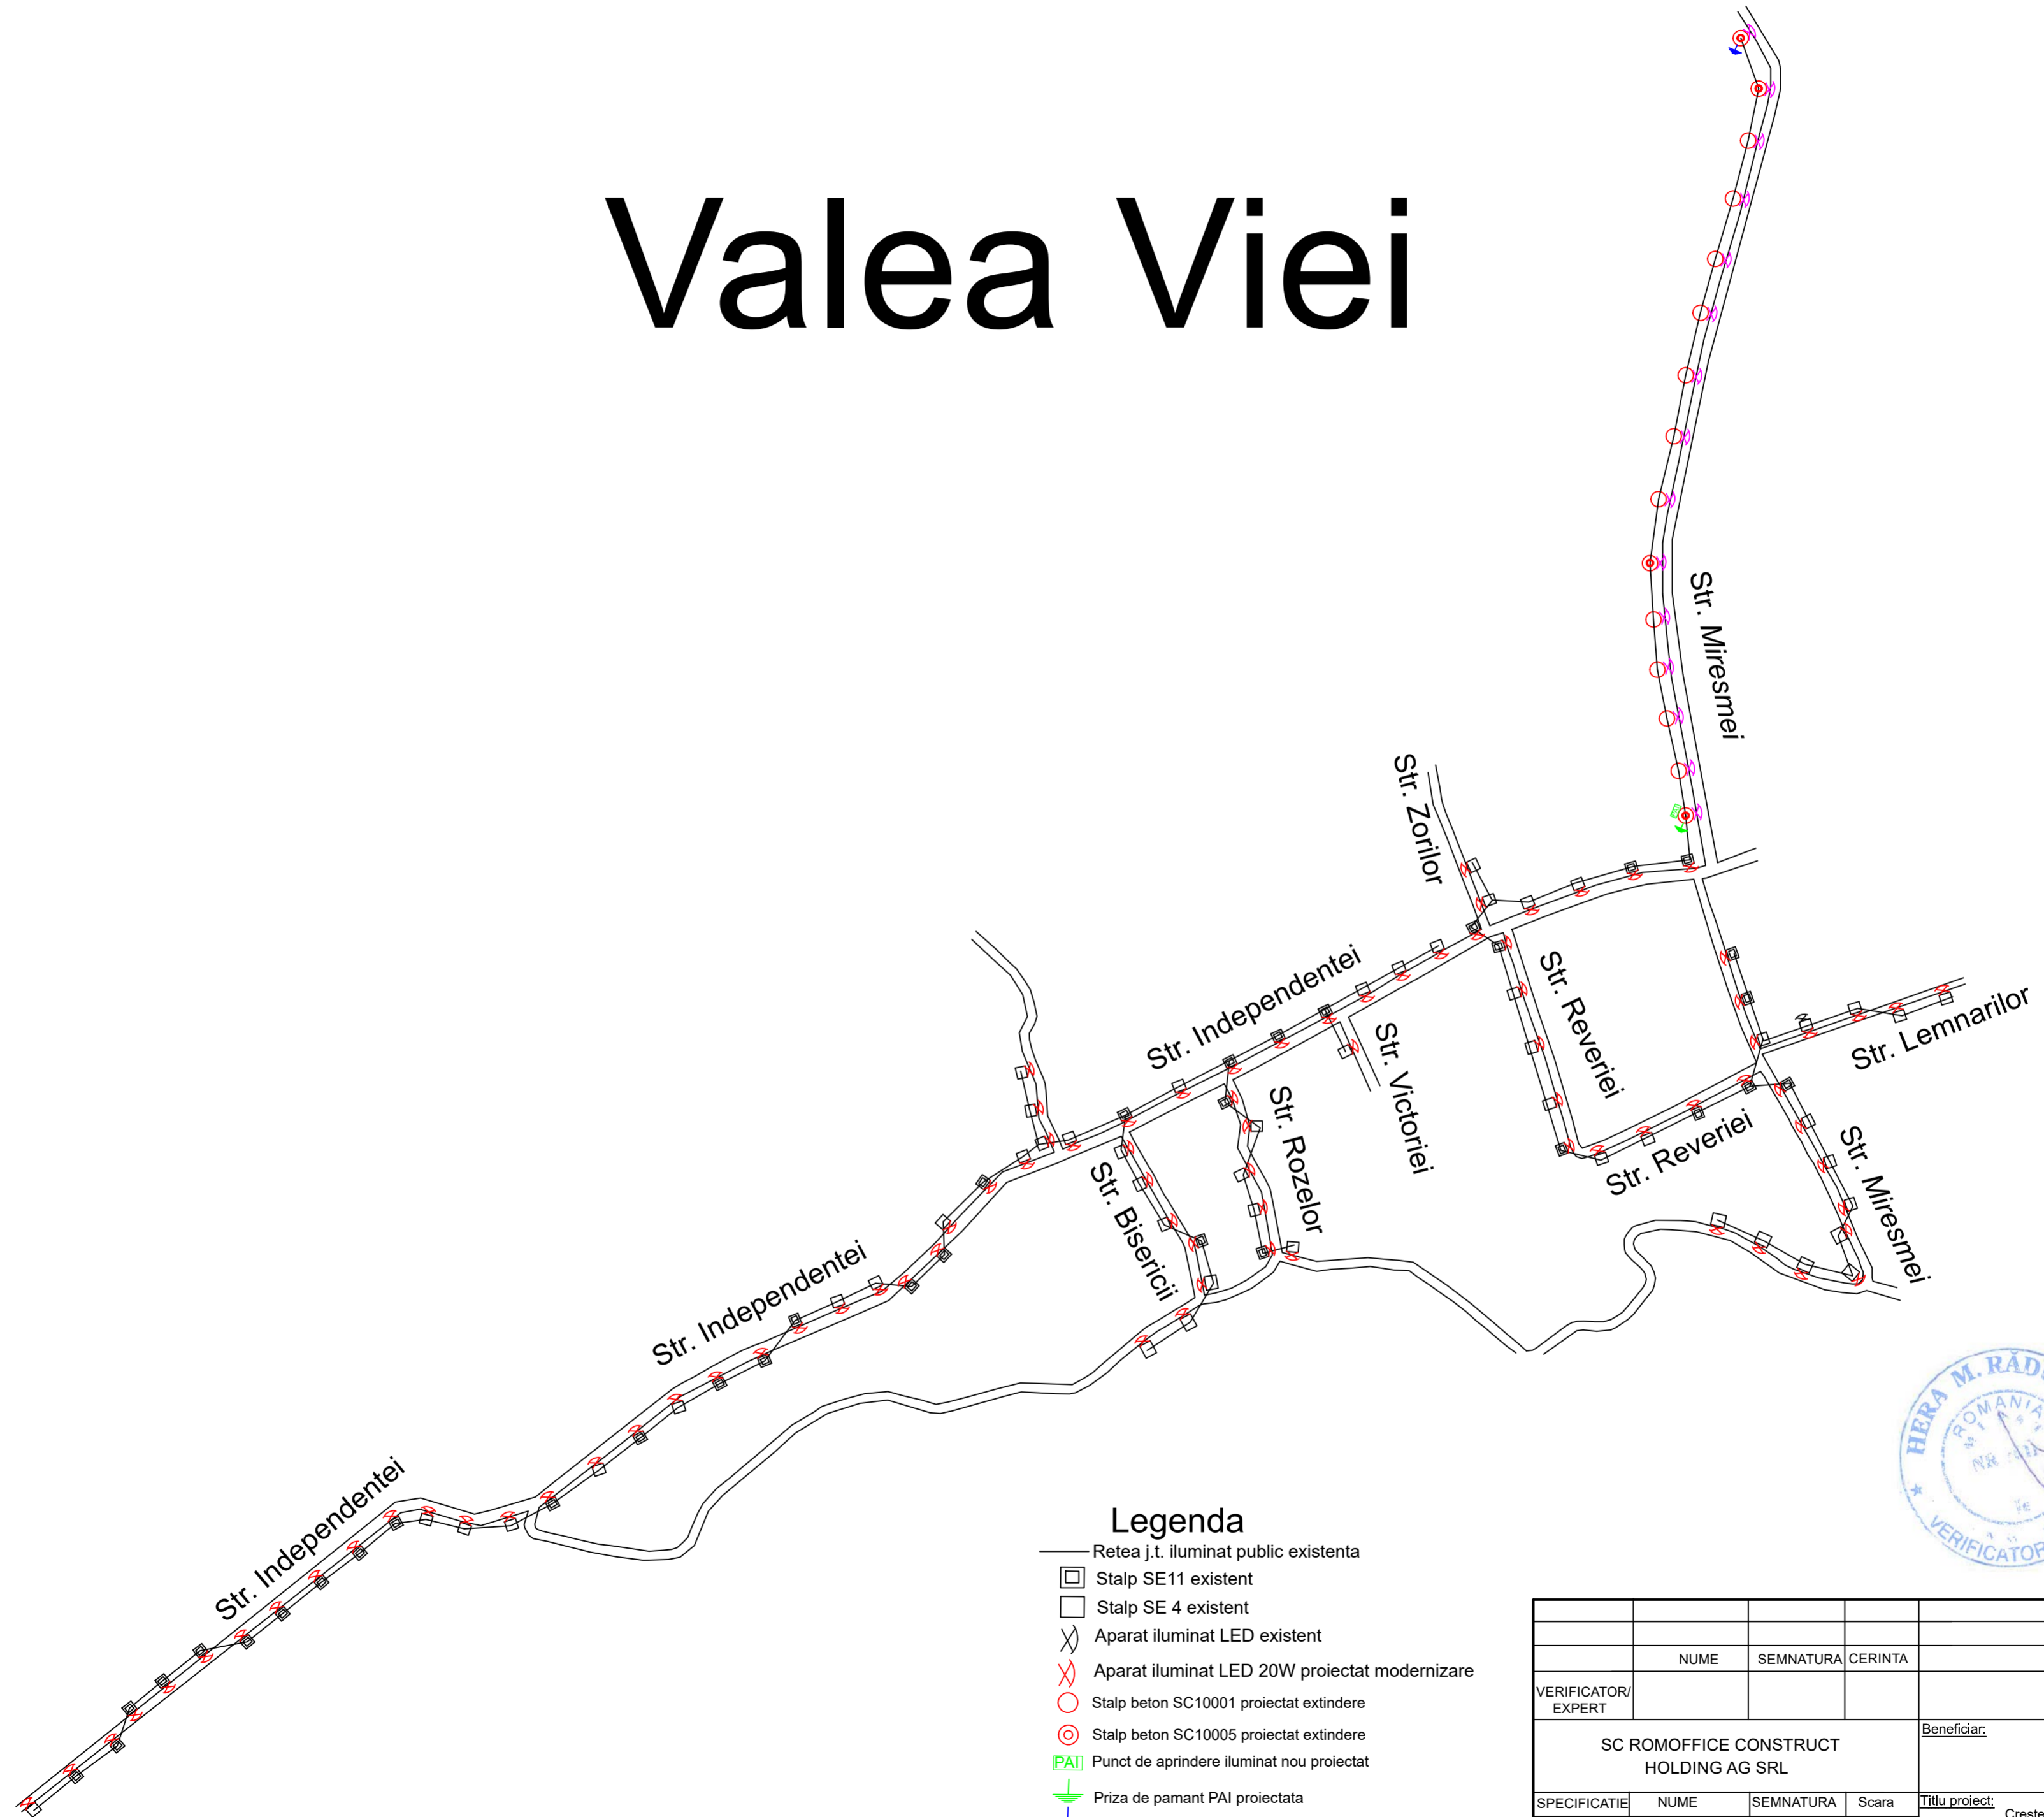 Valea Viei
Str. Miresmei
Str. Zorilor
Str. Independentei
Str. Reveriei
Str. Lemnarilor
Str. Victoriei
Str. Rozelor
Str. Reveriei
Str. Miresmei
Str. Bisericii
Str. Independentei
Str. Independentei
HERA M. RĂD
ROMANIA
VERIFICATOR
Legenda
Retea j.t. iluminat public existenta
Stalp SE11 existent
Stalp SE 4 existent
Aparat iluminat LED existent
Aparat iluminat LED 20W proiectat modernizare
Stalp beton SC10001 proiectat extindere
Stalp beton SC10005 proiectat extindere
PAI Punct de aprindere iluminat nou proiectat
Priza de pamant PAI proiectata
NUME SEMNATURA CERINTA
VERIFICATOR/
EXPERT
SC ROMOFFICE CONSTRUCT
HOLDING AG SRL
Beneficiar:
SPECIFICATIE NUME SEMNATURA Scara Titlu proiect: